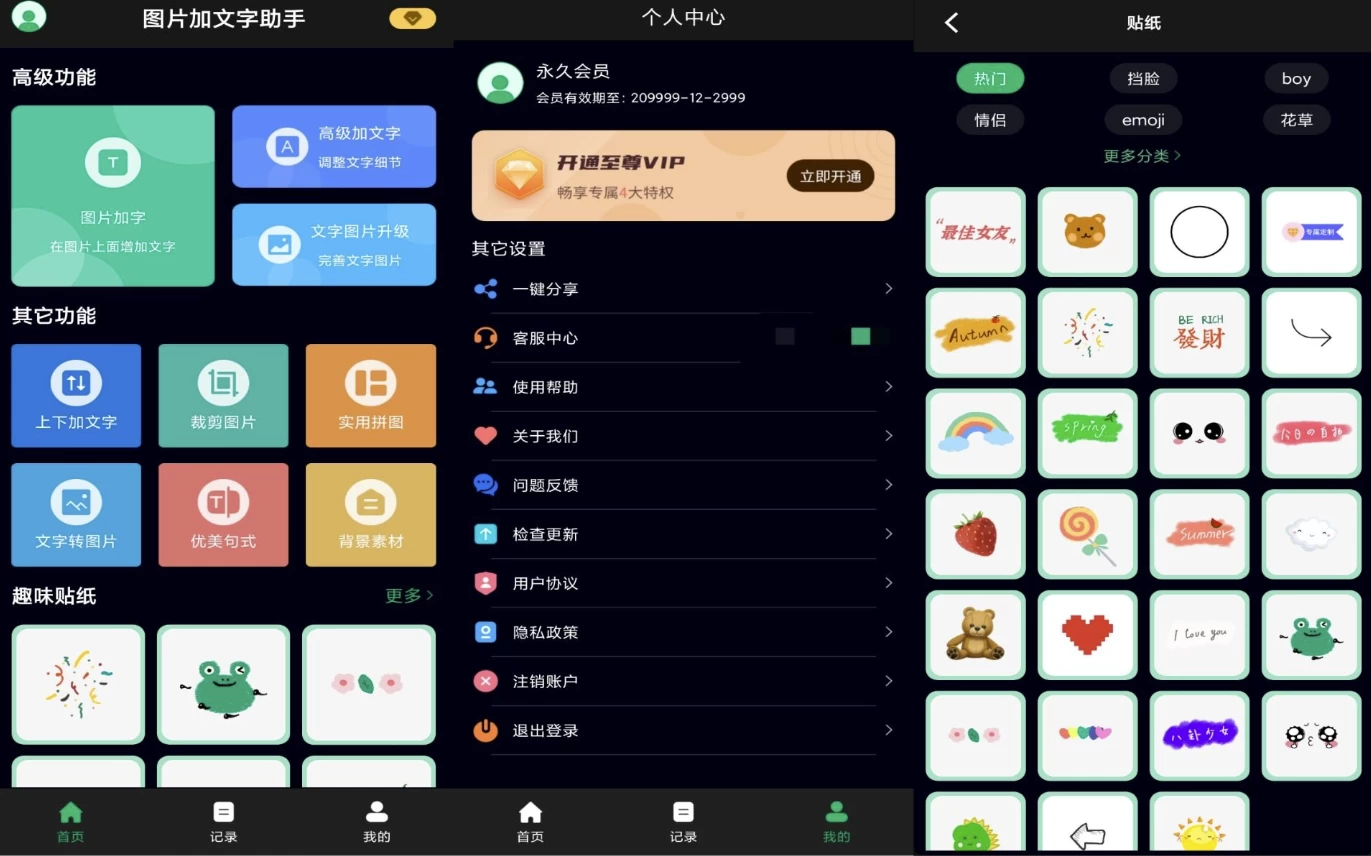 图片加文字助手
高级功能
T
图片加字
在图片上面增加文字
A
高级加文字
调整文字细节
文字图片升级
完善文字图片
其它功能
上下加文字
裁剪图片
实用拼图
文字转图片
T
优美句式
背景素材
趣味贴纸
更多
首页
记录
我的
个人中心
永久会员
会员有效期至：209999-12-2999
开通至尊VIP
畅享专属4大特权
立即开通
其它设置
一键分享
客服中心
使用帮助
关于我们
问题反馈
检查更新
用户协议
隐私政策
注销账户
退出登录
首页
记录
我的
贴纸
热门
挡脸
boy
情侣
emoji
花草
更多分类
“最佳女友”
专属定制
Autumn
BE RICH
發財
spring
今日の首拍
Summer
I love you
八卦少女